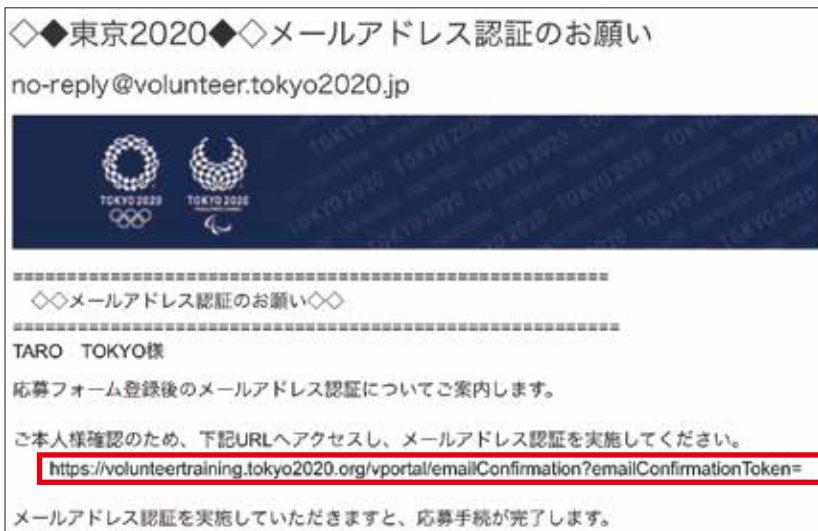 ◇◆東京2020◆◇メールアドレス認証のお願い
no-reply@volunteer.tokyo2020.jp
TOKYO 2020
TOKYO 2020
=======================================================
◇◇メールアドレス認証のお願い◇◇
========================================================
TARO TOKYO様
応募フォーム登録後のメールアドレス認証についてご案内します。
ご本人様確認のため、下記URLへアクセスし、メールアドレス認証を実施してください。
https://volunteertraining.tokyo2020.org/vportal/emailConfirmation?emailConfirmationToken=
メールアドレス認証を実施していただきますと、応募手続が完了します。